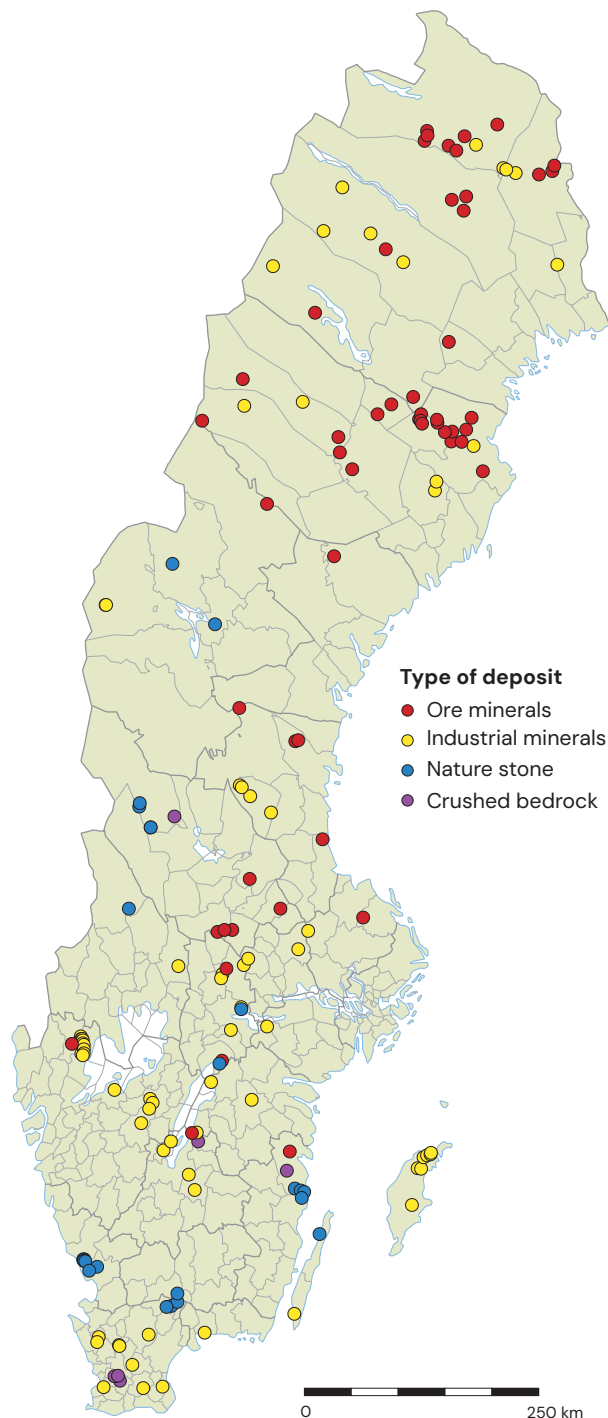 Type of deposit
Ore minerals
Industrial minerals
Nature stone
Crushed bedrock
0
250 km